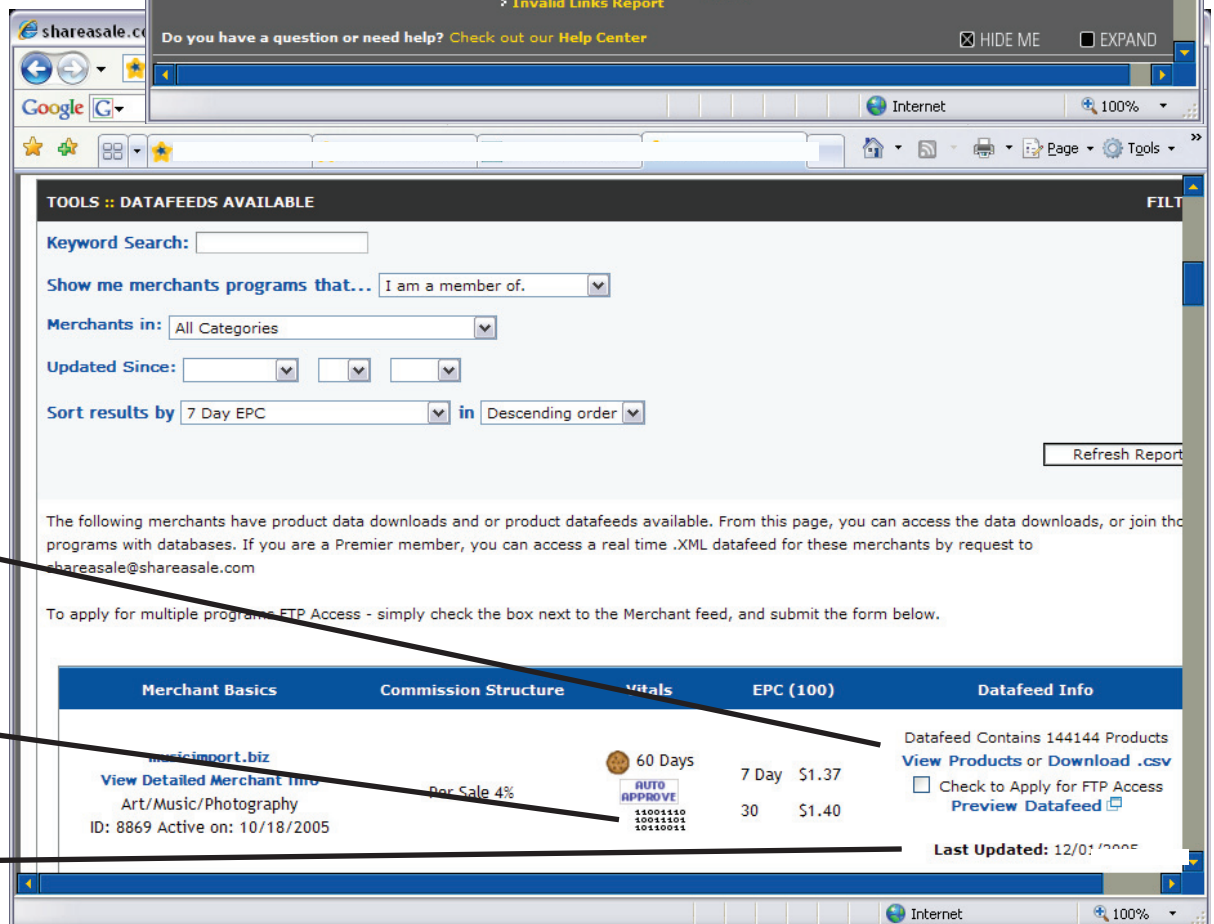 Invalid Links Report
shareasale.c
Do you have a question or need help? Check out our Help Center
HIDE ME
EXPAND
Google G
Internet
100%
Page
Tools
»
TOOLS :: DATAFEEDS AVAILABLE
FILT
Keyword Search:
Show me merchants programs that... I am a member of.
Merchants in: All Categories
Updated Since:
Sort results by 7 Day EPC in Descending order
Refresh Report
The following merchants have product data downloads and or product datafeeds available. From this page, you can access the data downloads, or join tho
programs with databases. If you are a Premier member, you can access a real time .XML datafeed for these merchants by request to
shareasale@shareasale.com
To apply for multiple programs FTP Access - simply check the box next to the Merchant feed, and submit the form below.
Merchant Basics
Commission Structure
Vitals
EPC (100)
Datafeed Info
musicimport.biz
View Detailed Merchant Info
Art/Music/Photography
ID: 8869 Active on: 10/18/2005
Per Sale 4%
60 Days
AUTO
APPROVE
11001110
10011101
10110011
7 Day $1.37
30 $1.40
Datafeed Contains 144144 Products
View Products or Download .csv
Check to Apply for FTP Access
Preview Datafeed
Last Updated: 12/01/2005
Internet
100%